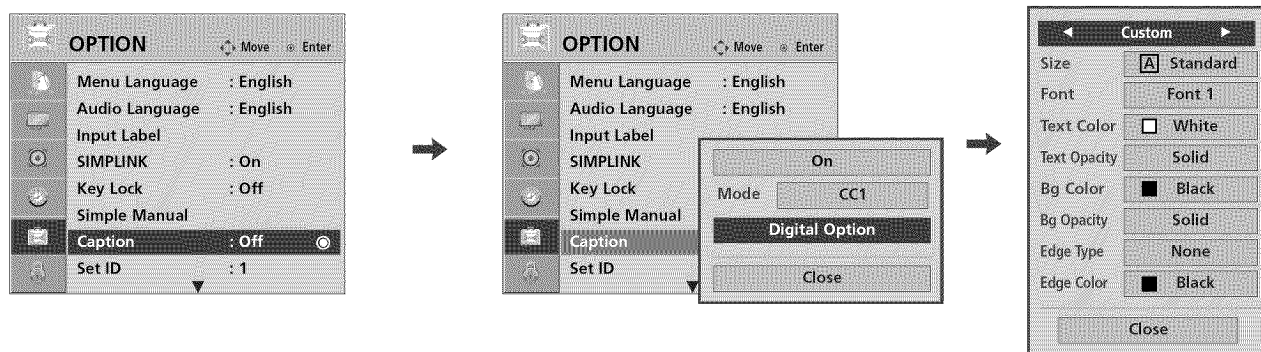 OPTION Move Enter
Menu Language : English
Audio Language : English
Input Label
SIMPLINK : On
Key Lock : Off
Simple Manual
Caption : Off
Set ID : 1
OPTION Move Enter
Menu Language : English
Audio Language : English
Input Label
SIMPLINK
Key Lock
Simple Manual
Caption
Set ID
On
Mode CC1
Digital Option
Close
Custom
Size A Standard
Font Font 1
Text Color White
Text Opacity Solid
Bg Color Black
Bg Opacity Solid
Edge Type None
Edge Color Black
Close